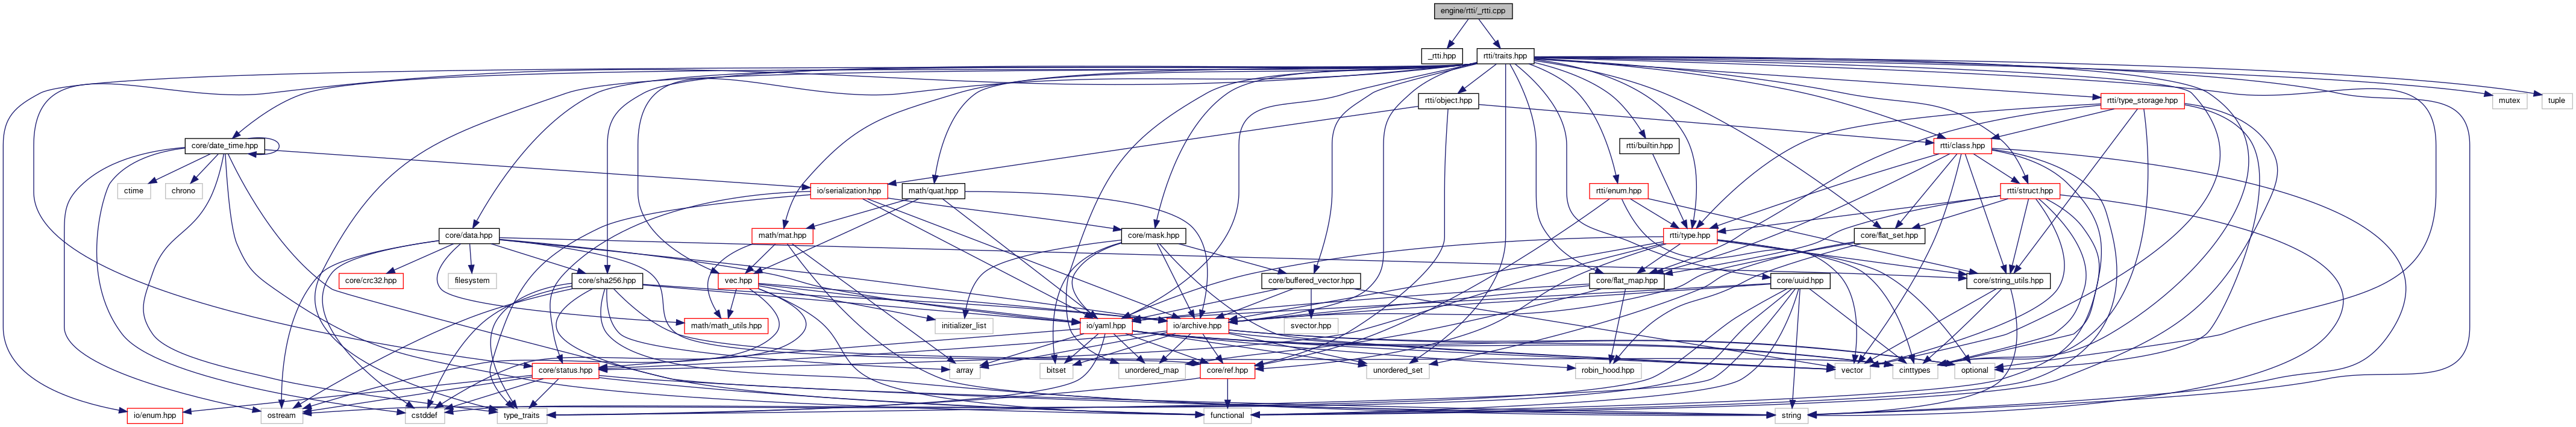 engine/rtti/_rtti.cpp
_rtti.hpp
rtti/traits.hpp
rtti/object.hpp
rtti/type_storage.hpp
mutex
tuple
core/date_time.hpp
rtti/builtin.hpp
rtti/class.hpp
ctime
chrono
io/serialization.hpp
math/quat.hpp
rtti/enum.hpp
rtti/struct.hpp
core/data.hpp
math/mat.hpp
core/mask.hpp
rtti/type.hpp
core/flat_set.hpp
core/crc32.hpp
filesystem
core/sha256.hpp
vec.hpp
core/buffered_vector.hpp
core/flat_map.hpp
core/uuid.hpp
core/string_utils.hpp
math/math_utils.hpp
initializer_list
io/yaml.hpp
io/archive.hpp
svector.hpp
core/status.hpp
array
bitset
unordered_map
core/ref.hpp
unordered_set
robin_hood.hpp
vector
cinttypes
optional
io/enum.hpp
ostream
cstddef
type_traits
functional
string